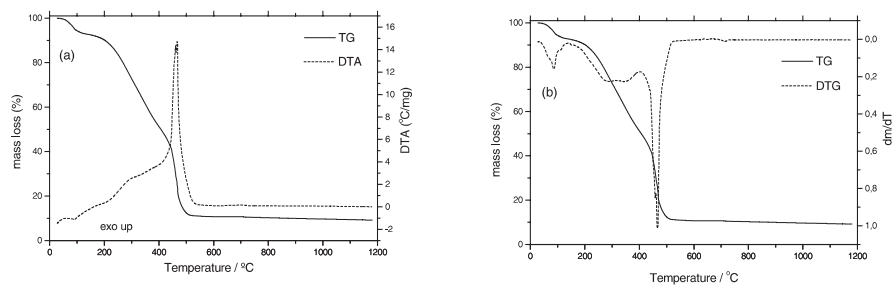 100
80
60
40
20
0
mass loss (%)
(a)
TG
DTA
exo up
16
14
12
10
8
6
4
2
0
-2
DTA (°C/mg)
0 200 400 600 800 1000 1200
Temperature / ºC
100
80
60
40
20
0
mass loss (%)
(b)
TG
DTG
0,0
0,2
0,4
0,6
0,8
1,0
dm/dT
0 200 400 600 800 1000 1200
Temperature / °C